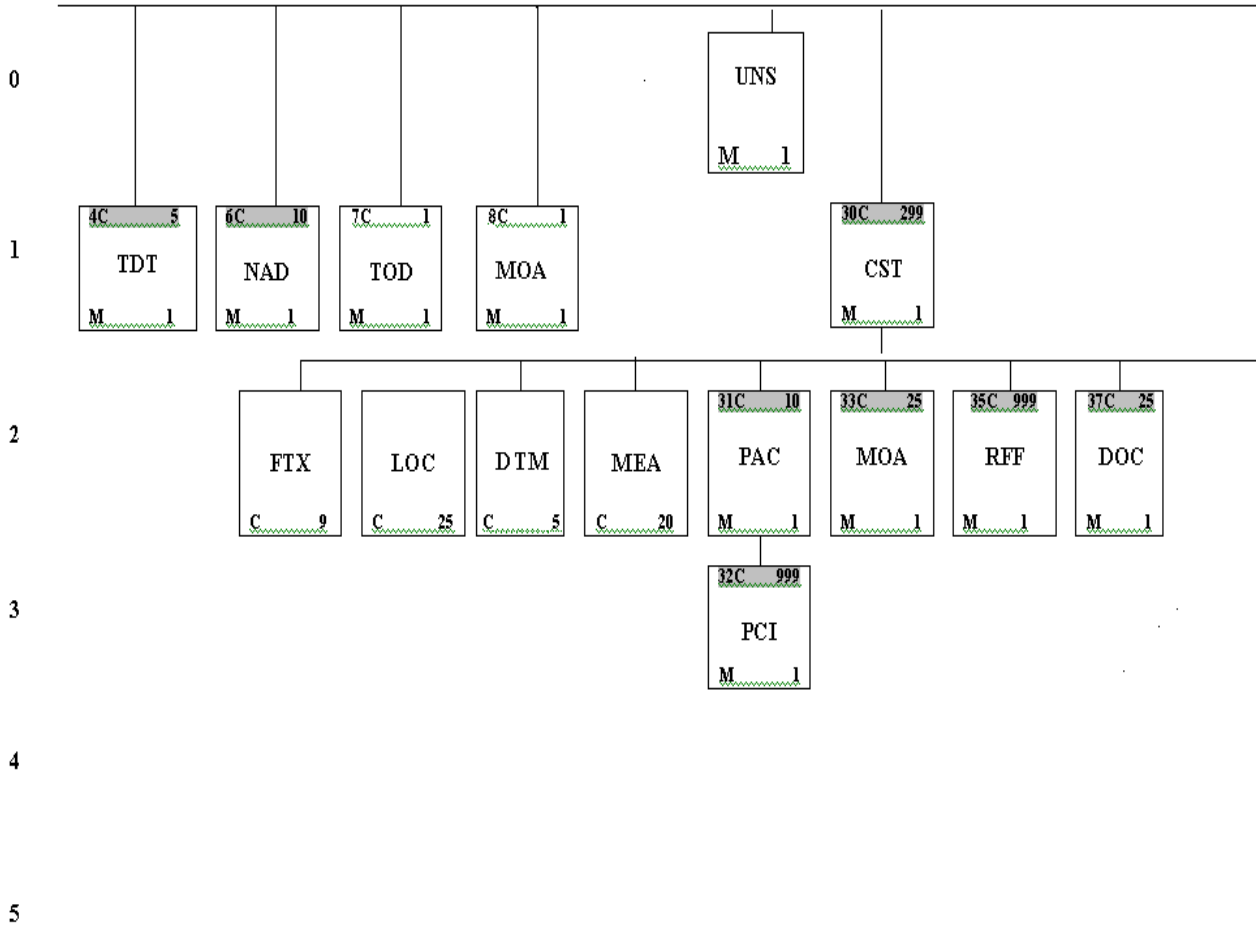 0
UNS
M 1
4C 5
6C 10
7C 1
8C 1
30C 299
1
TDT
NAD
TOD
MOA
CST
M 1
M 1
M 1
M 1
M 1
31C 10
33C 25
35C 999
37C 25
2
FTX
LOC
DTM
MEA
PAC
MOA
RFF
DOC
C 9
C 25
C 5
C 20
M 1
M 1
M 1
M 1
32C 999
3
PCI
M 1
4
5